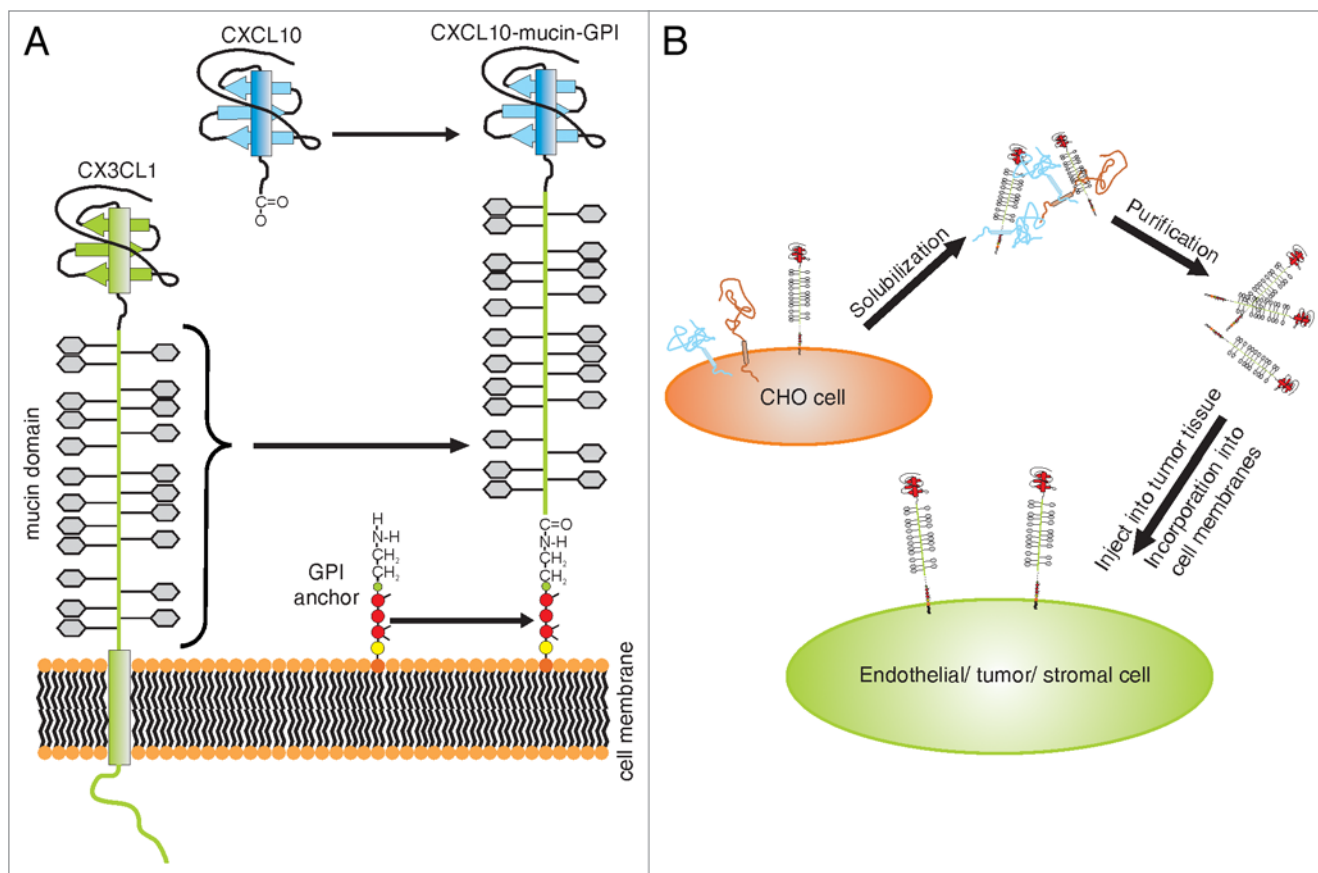 A
CXCL10
CXCL10-mucin-GPI
CX3CL1
C=O
O
mucin domain
GPI
anchor
H
N-H
CH₂
CH₂
C=O
N-H
CH₂
CH₂
cell membrane
B
Solubilization
Purification
CHO cell
Inject into tumor tissue
Incorporation into
cell membranes
Endothelial/ tumor/ stromal cell